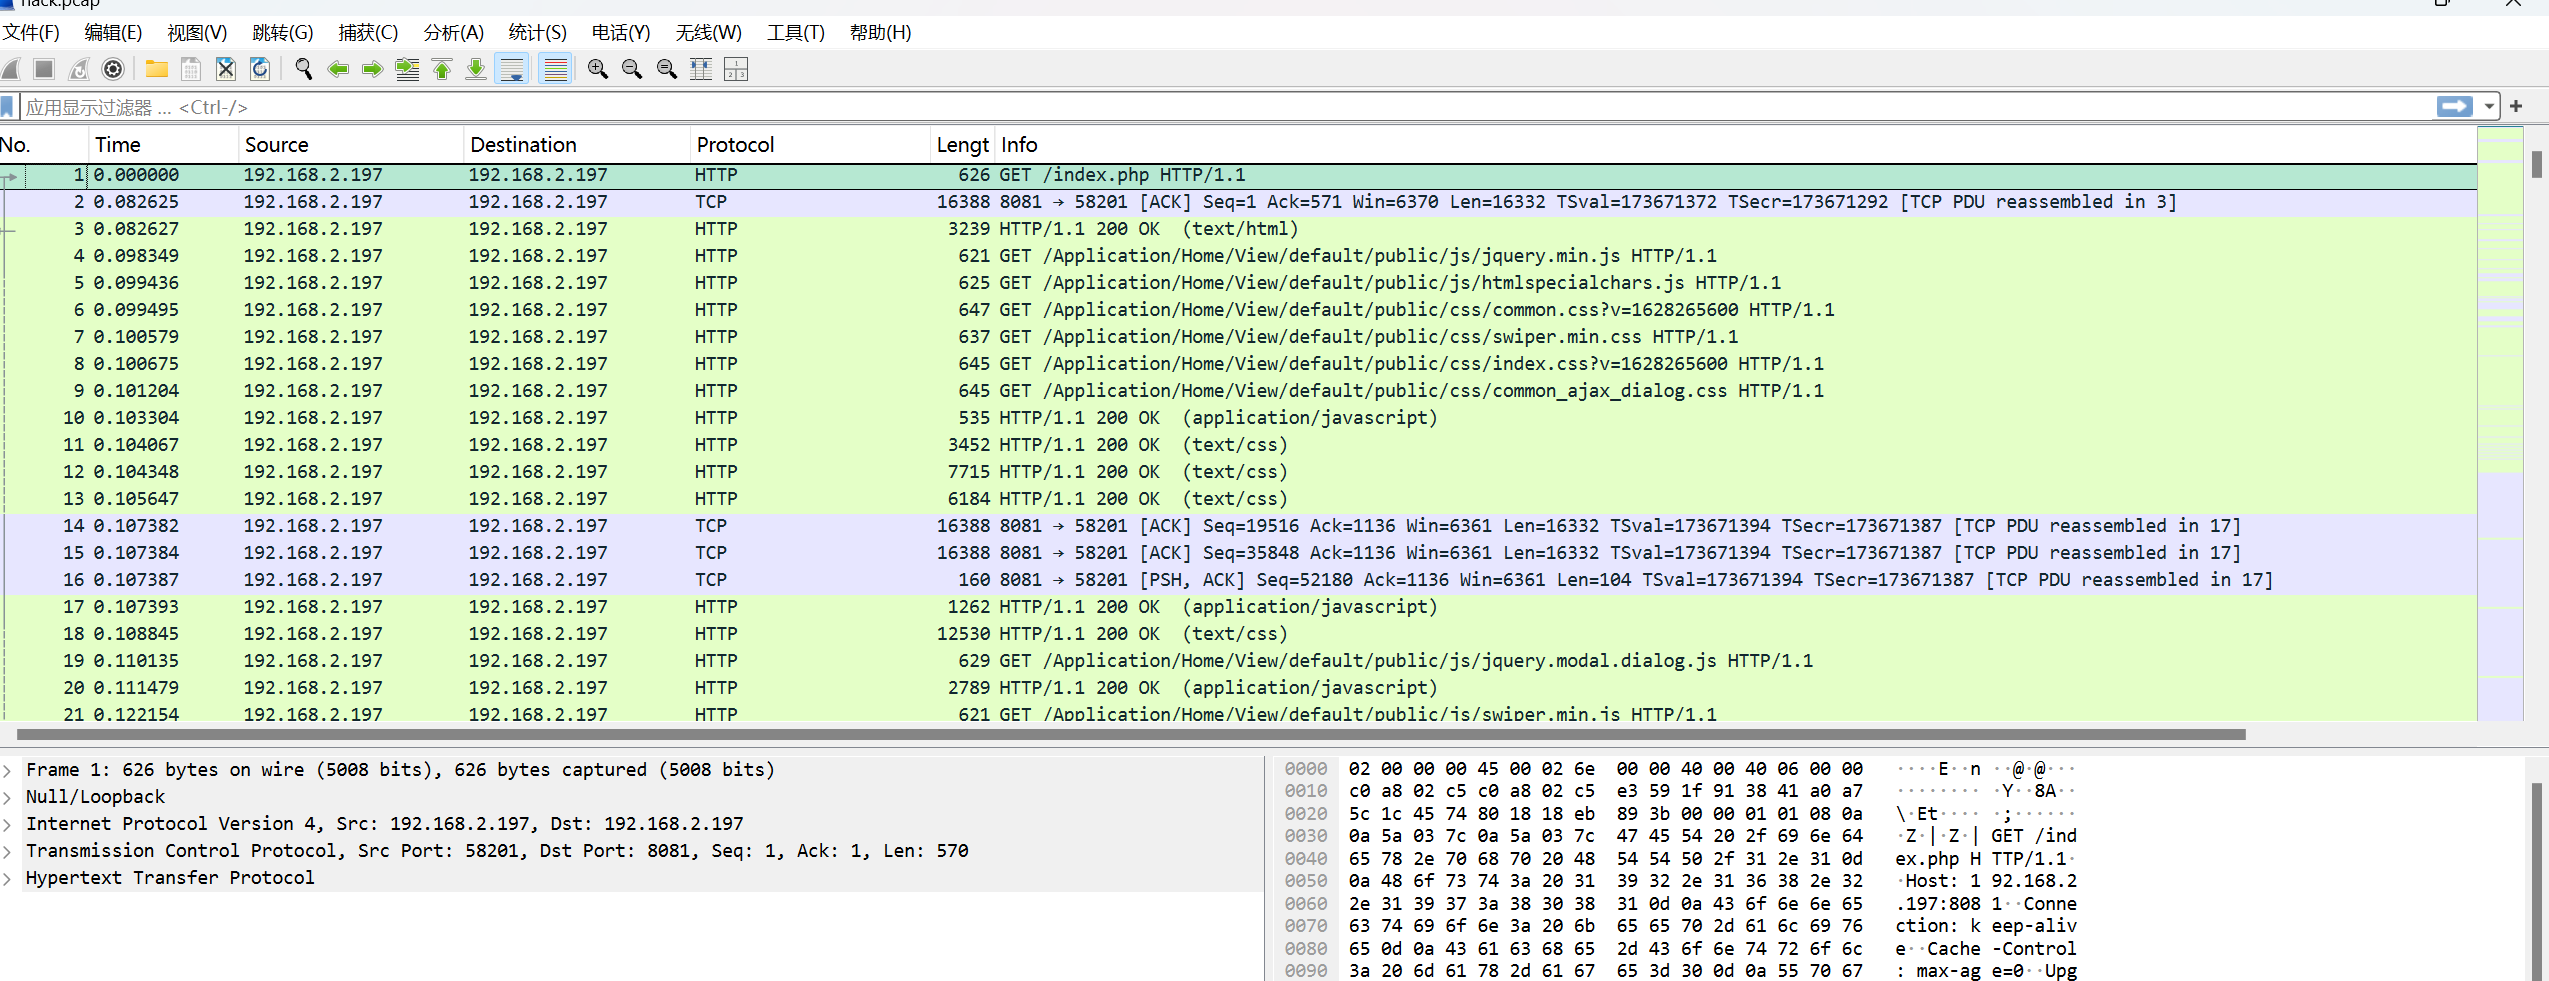 hack.pcap
文件(F) 编辑(E) 视图(V) 跳转(G) 捕获(C) 分析(A) 统计(S) 电话(Y) 无线(W) 工具(T) 帮助(H)
应用显示过滤器 … <Ctrl-/>
No. Time Source Destination Protocol Lengt Info
1 0.000000 192.168.2.197 192.168.2.197 HTTP 626 GET /index.php HTTP/1.1
2 0.082625 192.168.2.197 192.168.2.197 TCP 16388 8081 → 58201 [ACK] Seq=1 Ack=571 Win=6370 Len=16332 TSval=173671372 TSecr=173671292 [TCP PDU reassembled in 3]
3 0.082627 192.168.2.197 192.168.2.197 HTTP 3239 HTTP/1.1 200 OK (text/html)
4 0.098349 192.168.2.197 192.168.2.197 HTTP 621 GET /Application/Home/View/default/public/js/jquery.min.js HTTP/1.1
5 0.099436 192.168.2.197 192.168.2.197 HTTP 625 GET /Application/Home/View/default/public/js/htmlspecialchars.js HTTP/1.1
6 0.099495 192.168.2.197 192.168.2.197 HTTP 647 GET /Application/Home/View/default/public/css/common.css?v=1628265600 HTTP/1.1
7 0.100579 192.168.2.197 192.168.2.197 HTTP 637 GET /Application/Home/View/default/public/css/swiper.min.css HTTP/1.1
8 0.100675 192.168.2.197 192.168.2.197 HTTP 645 GET /Application/Home/View/default/public/css/index.css?v=1628265600 HTTP/1.1
9 0.101204 192.168.2.197 192.168.2.197 HTTP 645 GET /Application/Home/View/default/public/css/common_ajax_dialog.css HTTP/1.1
10 0.103304 192.168.2.197 192.168.2.197 HTTP 535 HTTP/1.1 200 OK (application/javascript)
11 0.104067 192.168.2.197 192.168.2.197 HTTP 3452 HTTP/1.1 200 OK (text/css)
12 0.104348 192.168.2.197 192.168.2.197 HTTP 7715 HTTP/1.1 200 OK (text/css)
13 0.105647 192.168.2.197 192.168.2.197 HTTP 6184 HTTP/1.1 200 OK (text/css)
14 0.107382 192.168.2.197 192.168.2.197 TCP 16388 8081 → 58201 [ACK] Seq=19516 Ack=1136 Win=6361 Len=16332 TSval=173671394 TSecr=173671387 [TCP PDU reassembled in 17]
15 0.107384 192.168.2.197 192.168.2.197 TCP 16388 8081 → 58201 [ACK] Seq=35848 Ack=1136 Win=6361 Len=16332 TSval=173671394 TSecr=173671387 [TCP PDU reassembled in 17]
16 0.107387 192.168.2.197 192.168.2.197 TCP 160 8081 → 58201 [PSH, ACK] Seq=52180 Ack=1136 Win=6361 Len=104 TSval=173671394 TSecr=173671387 [TCP PDU reassembled in 17]
17 0.107393 192.168.2.197 192.168.2.197 HTTP 1262 HTTP/1.1 200 OK (application/javascript)
18 0.108845 192.168.2.197 192.168.2.197 HTTP 12530 HTTP/1.1 200 OK (text/css)
19 0.110135 192.168.2.197 192.168.2.197 HTTP 629 GET /Application/Home/View/default/public/js/jquery.modal.dialog.js HTTP/1.1
20 0.111479 192.168.2.197 192.168.2.197 HTTP 2789 HTTP/1.1 200 OK (application/javascript)
21 0.122154 192.168.2.197 192.168.2.197 HTTP 621 GET /Application/Home/View/default/public/js/swiper.min.js HTTP/1.1
Frame 1: 626 bytes on wire (5008 bits), 626 bytes captured (5008 bits)
Null/Loopback
Internet Protocol Version 4, Src: 192.168.2.197, Dst: 192.168.2.197
Transmission Control Protocol, Src Port: 58201, Dst Port: 8081, Seq: 1, Ack: 1, Len: 570
Hypertext Transfer Protocol
0000 02 00 00 00 45 00 02 6e 00 00 40 00 40 06 00 00 ····E··n ··@·@···
0010 c0 a8 02 c5 c0 a8 02 c5 e3 59 1f 91 38 41 a0 a7 ········ ·Y··8A··
0020 5c 1c 45 74 80 18 18 eb 89 3b 00 00 01 01 08 0a \·Et···· ·;······
0030 0a 5a 03 7c 0a 5a 03 7c 47 45 54 20 2f 69 6e 64 ·Z·|·Z·| GET /ind
0040 65 78 2e 70 68 70 20 48 54 54 50 2f 31 2e 31 0d ex.php H TTP/1.1·
0050 0a 48 6f 73 74 3a 20 31 39 32 2e 31 36 38 2e 32 ·Host: 1 92.168.2
0060 2e 31 39 37 3a 38 30 38 31 0d 0a 43 6f 6e 6e 65 .197:808 1··Conne
0070 63 74 69 6f 6e 3a 20 6b 65 65 70 2d 61 6c 69 76 ction: k eep-aliv
0080 65 0d 0a 43 61 63 68 65 2d 43 6f 6e 74 72 6f 6c e··Cache -Control
0090 3a 20 6d 61 78 2d 61 67 65 3d 30 0d 0a 55 70 67 : max-ag e=0··Upg